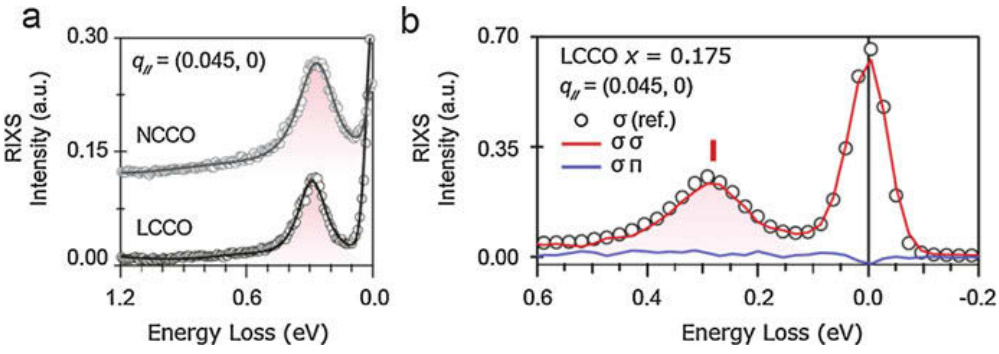 a
0.30
q// = (0.045, 0)
NCCO
0.15
LCCO
0.00
1.2
0.6
0.0
Energy Loss (eV)
RIXS
Intensity (a.u.)
b
0.70
LCCO x = 0.175
q// = (0.045, 0)
σ (ref.)
σ σ
σ π
0.35
0.00
0.6
0.4
0.2
0.0
-0.2
Energy Loss (eV)
RIXS
Intensity (a.u.)